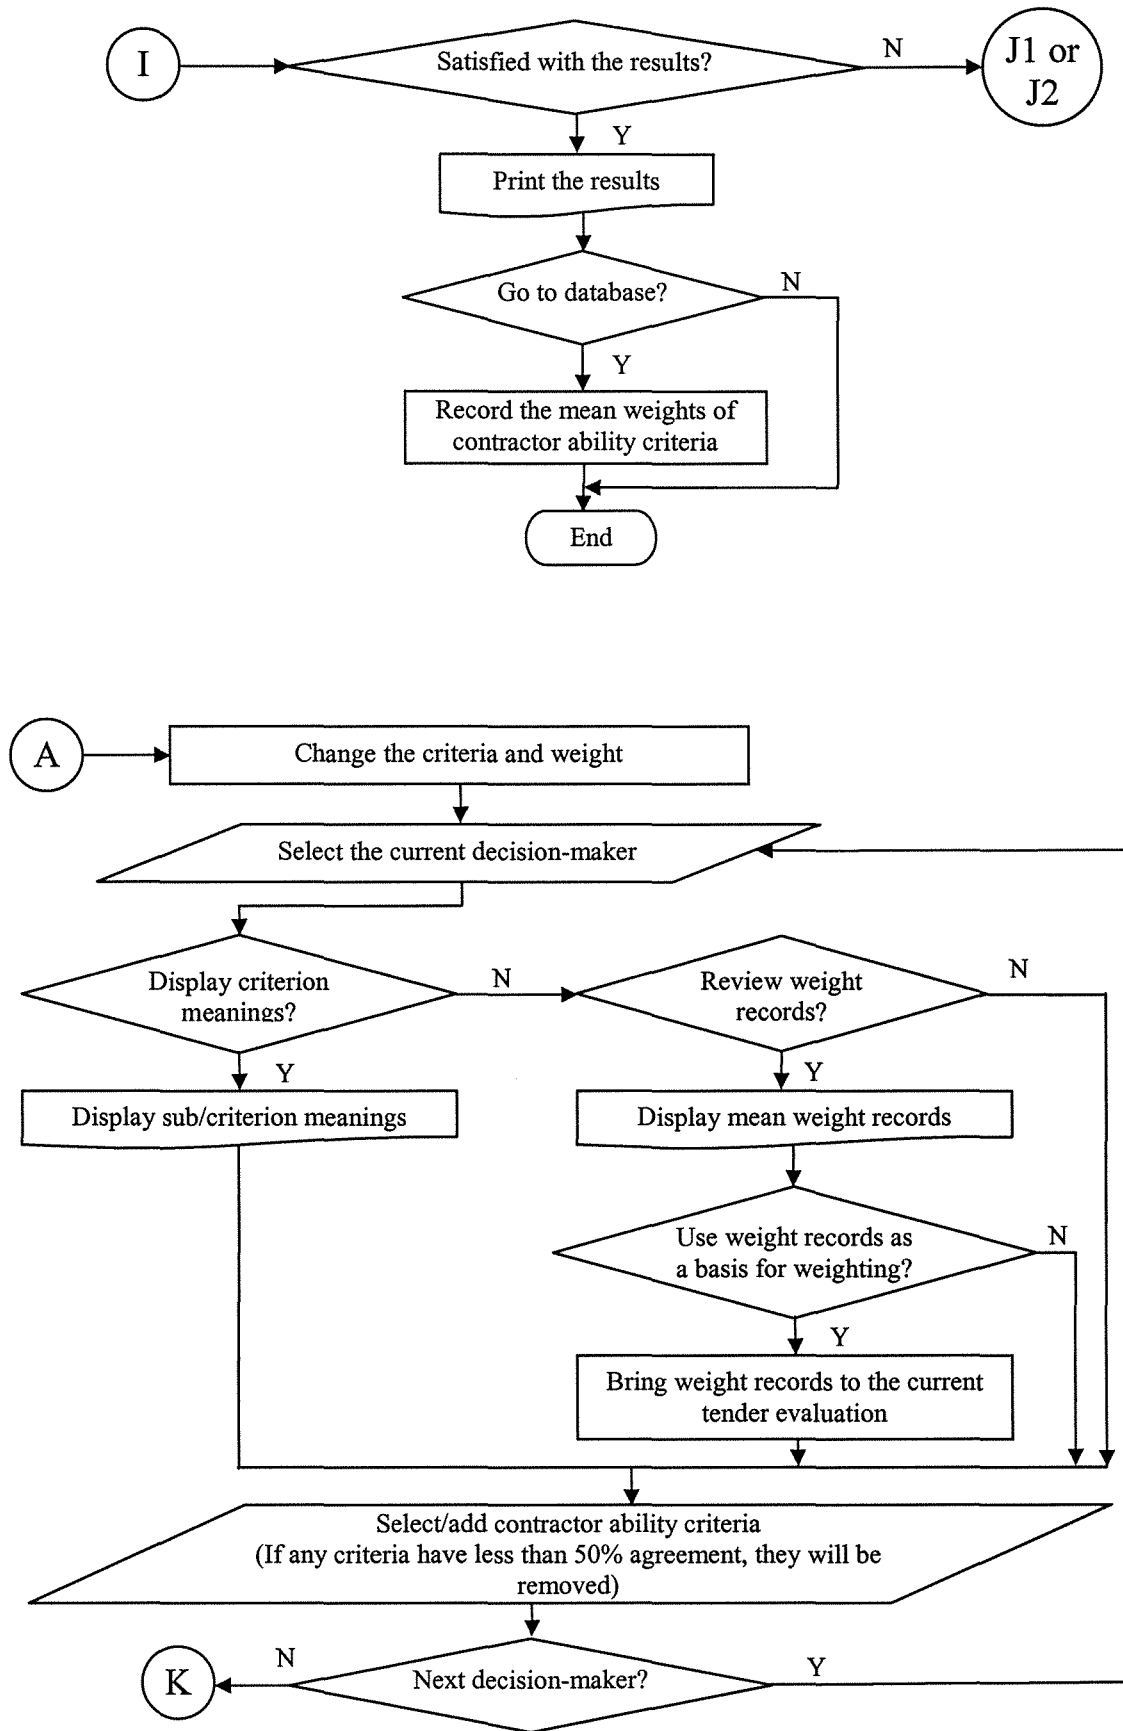 I
Satisfied with the results?
N
J1 or
J2
Y
Print the results
Go to database?
N
Y
Record the mean weights of
contractor ability criteria
End
A
Change the criteria and weight
Select the current decision-maker
Display criterion
meanings?
N
Review weight
records?
N
Y
Y
Display sub/criterion meanings
Display mean weight records
Use weight records as
a basis for weighting?
N
Y
Bring weight records to the current
tender evaluation
Select/add contractor ability criteria
(If any criteria have less than 50% agreement, they will be
removed)
K
N
Next decision-maker?
Y